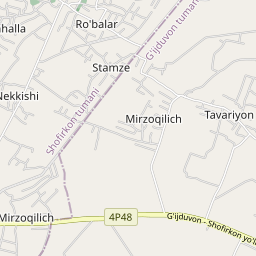 halla
Ro'balar
G'ijduvon tumani
Stamze
Nekkishi
Shofirkon tumani
Mirzoqilich
Tavariyon
Mirzoqilich
4P48
G'ijduvon - Shofirkon yo'l